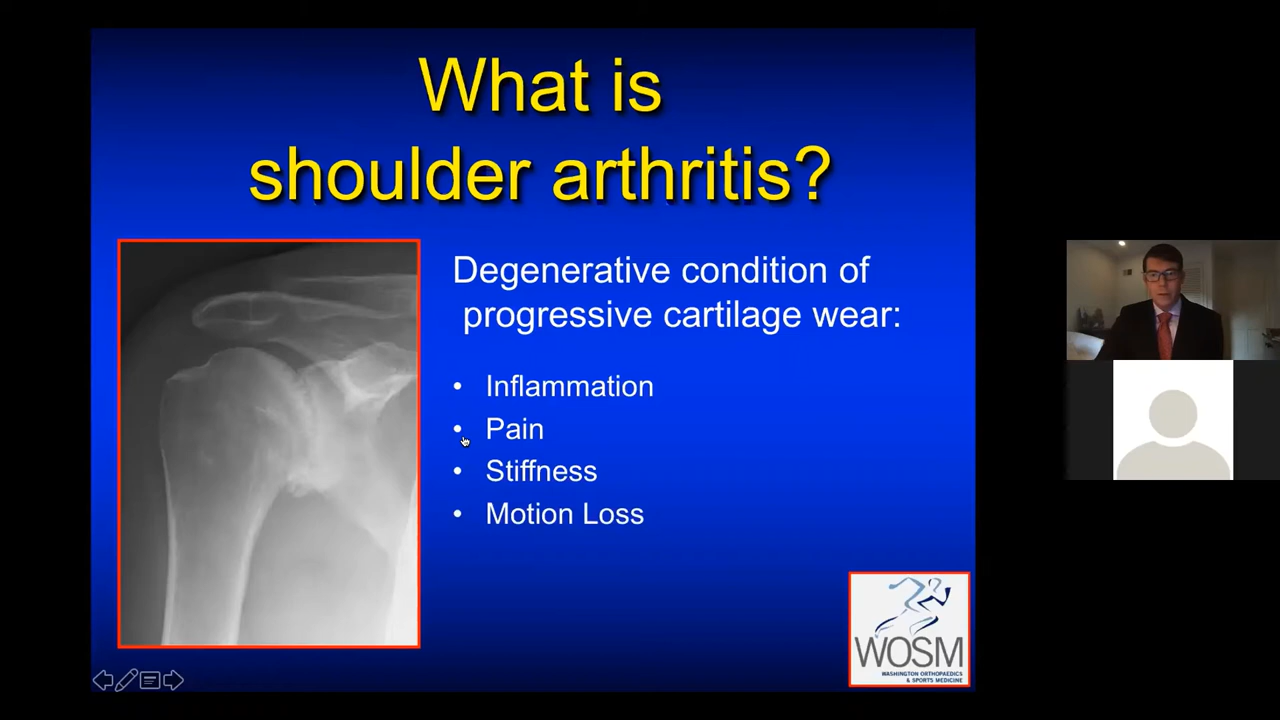 What is
shoulder arthritis?
Degenerative condition of
progressive cartilage wear:
• Inflammation
• Pain
• Stiffness
• Motion Loss
WOSM
WASHINGTON ORTHOPAEDICS
& SPORTS MEDICINE